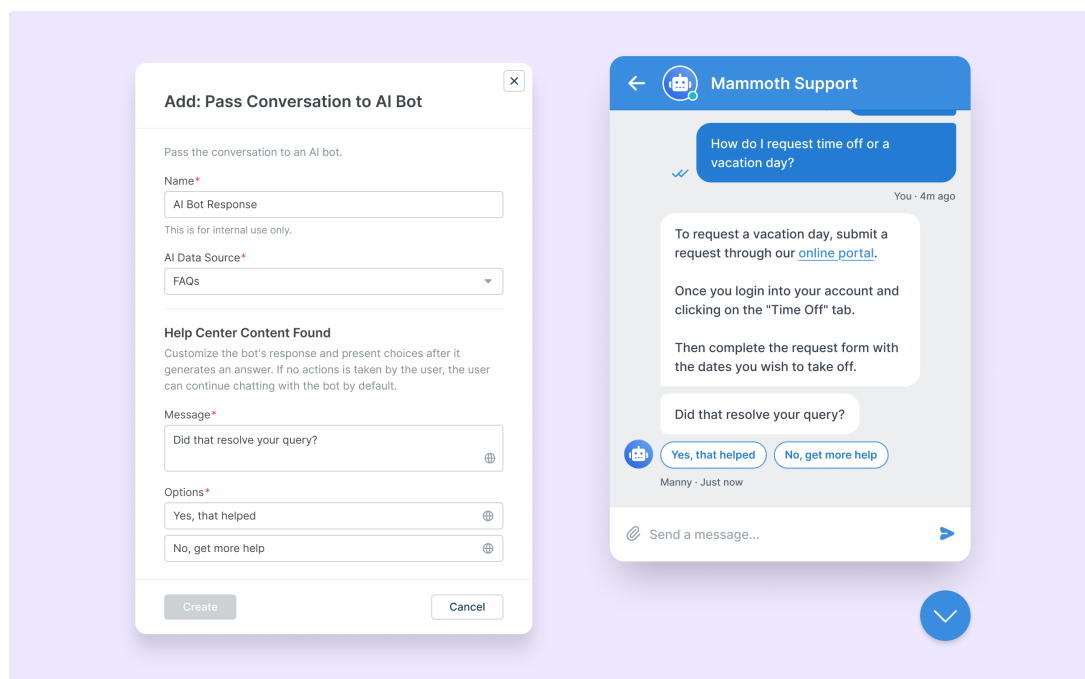 Add: Pass Conversation to AI Bot
Pass the conversation to an AI bot.
Name*
AI Bot Response
This is for internal use only.
AI Data Source*
FAQs
Help Center Content Found
Customize the bot's response and present choices after it
generates an answer. If no actions is taken by the user, the user
can continue chatting with the bot by default.
Message*
Did that resolve your query?
Options*
Yes, that helped
No, get more help
Create
Cancel
Mammoth Support
How do I request time off or a
vacation day?
You · 4m ago
To request a vacation day, submit a
request through our online portal.
Once you login into your account and
clicking on the "Time Off" tab.
Then complete the request form with
the dates you wish to take off.
Did that resolve your query?
Yes, that helped
No, get more help
Manny · Just now
Send a message...